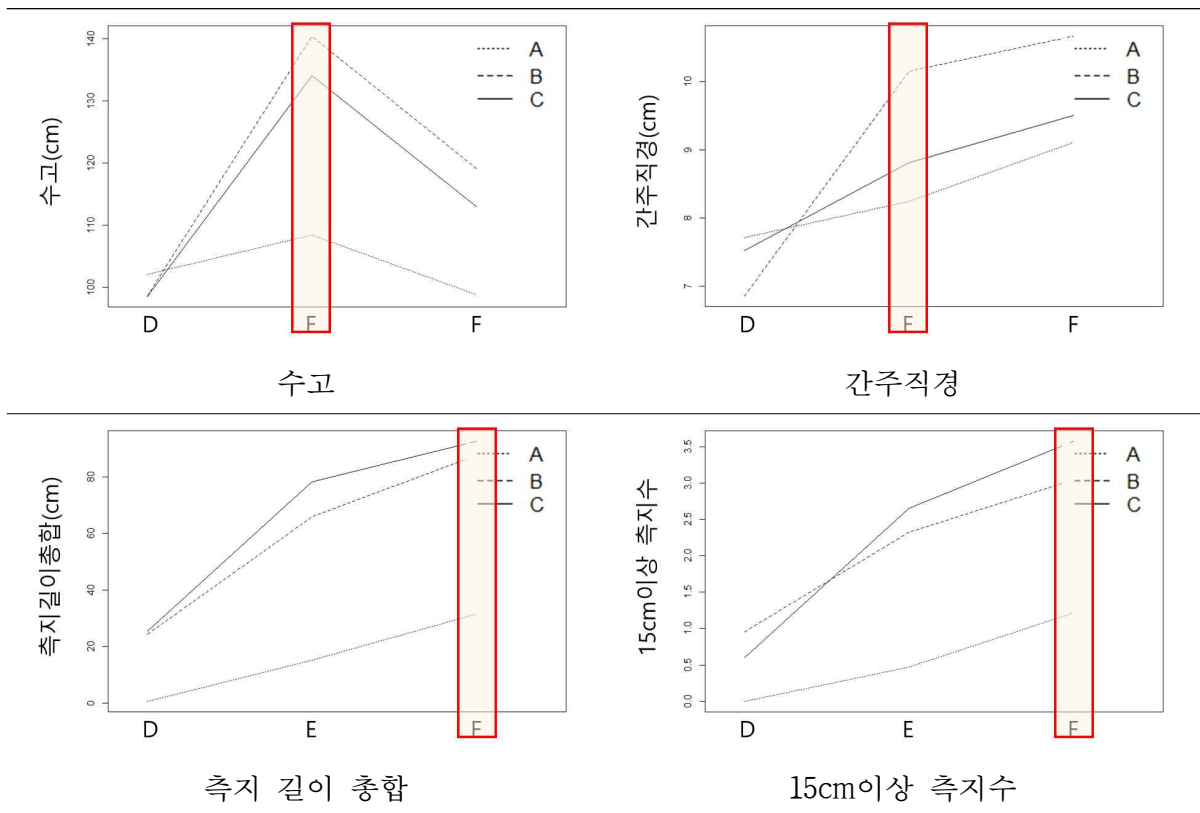 수고(cm)
140
130
120
110
100
A
B
C
D E F
수고
간주직경(cm)
10
9
8
7
A
B
C
D E F
간주직경
측지길이총합(cm)
80
60
40
20
0
A
B
C
D E F
측지 길이 총합
15cm이상 측지수
3.5
3.0
2.5
2.0
1.5
1.0
0.5
0.0
A
B
C
D E F
15cm이상 측지수